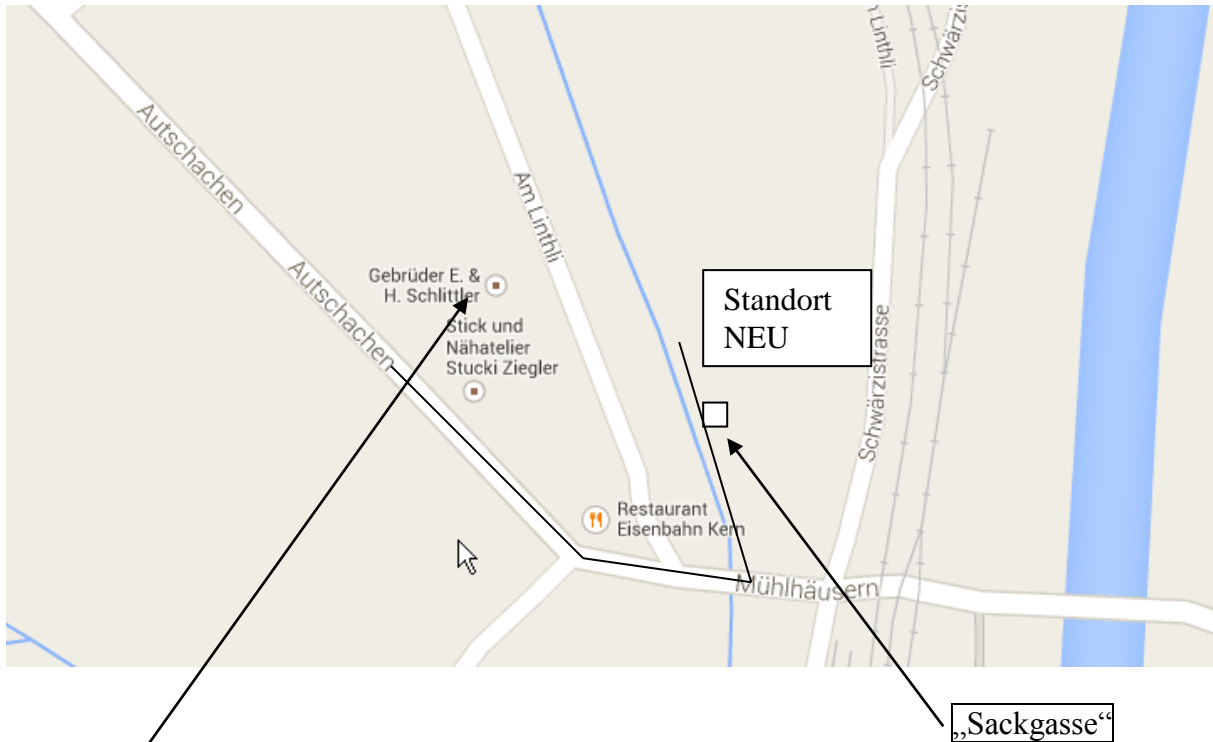 Linthli
Schwärzis
Autschachen
Am Linthli
Autschachen
Gebrüder E. &
H. Schlittler
Stick und
Nähatelier
Stucki Ziegler
Standort
NEU
Schwärzistrasse
Restaurant
Eisenbahn Kern
Mühlhäusern
„Sackgasse“